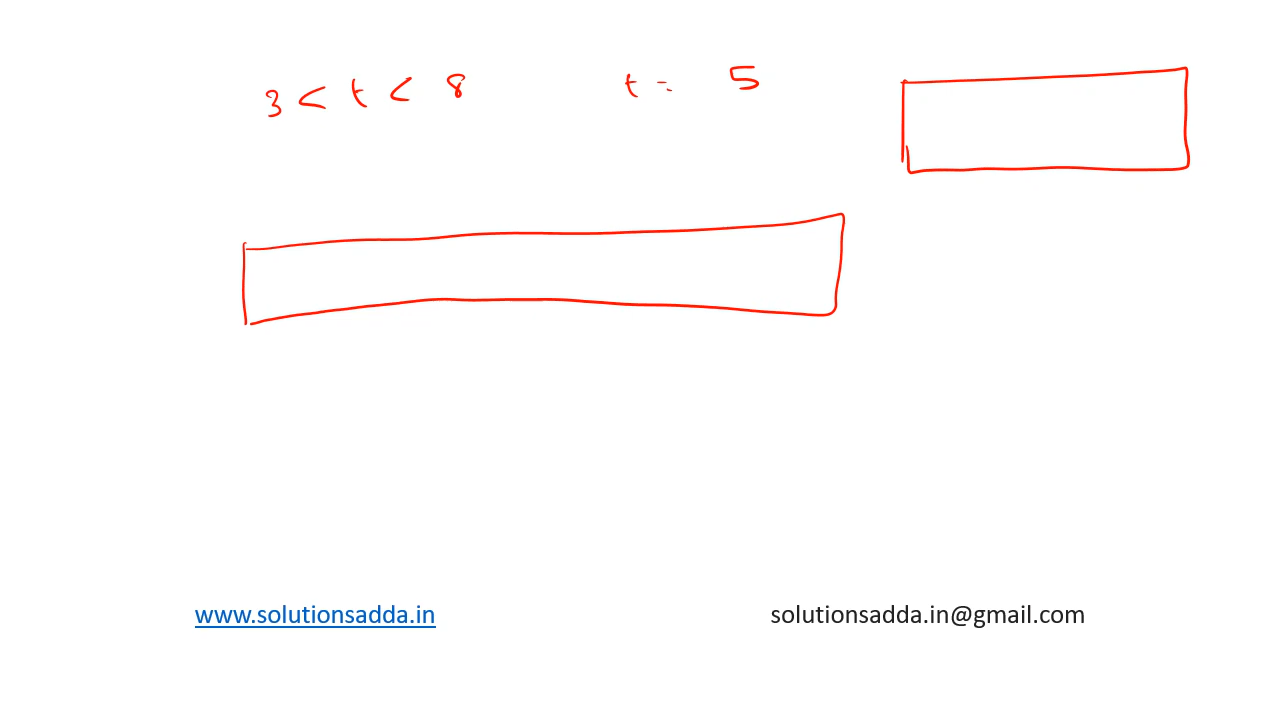 3 < t < 8 t = 5
www.solutionsadda.in solutionsadda.in@gmail.com